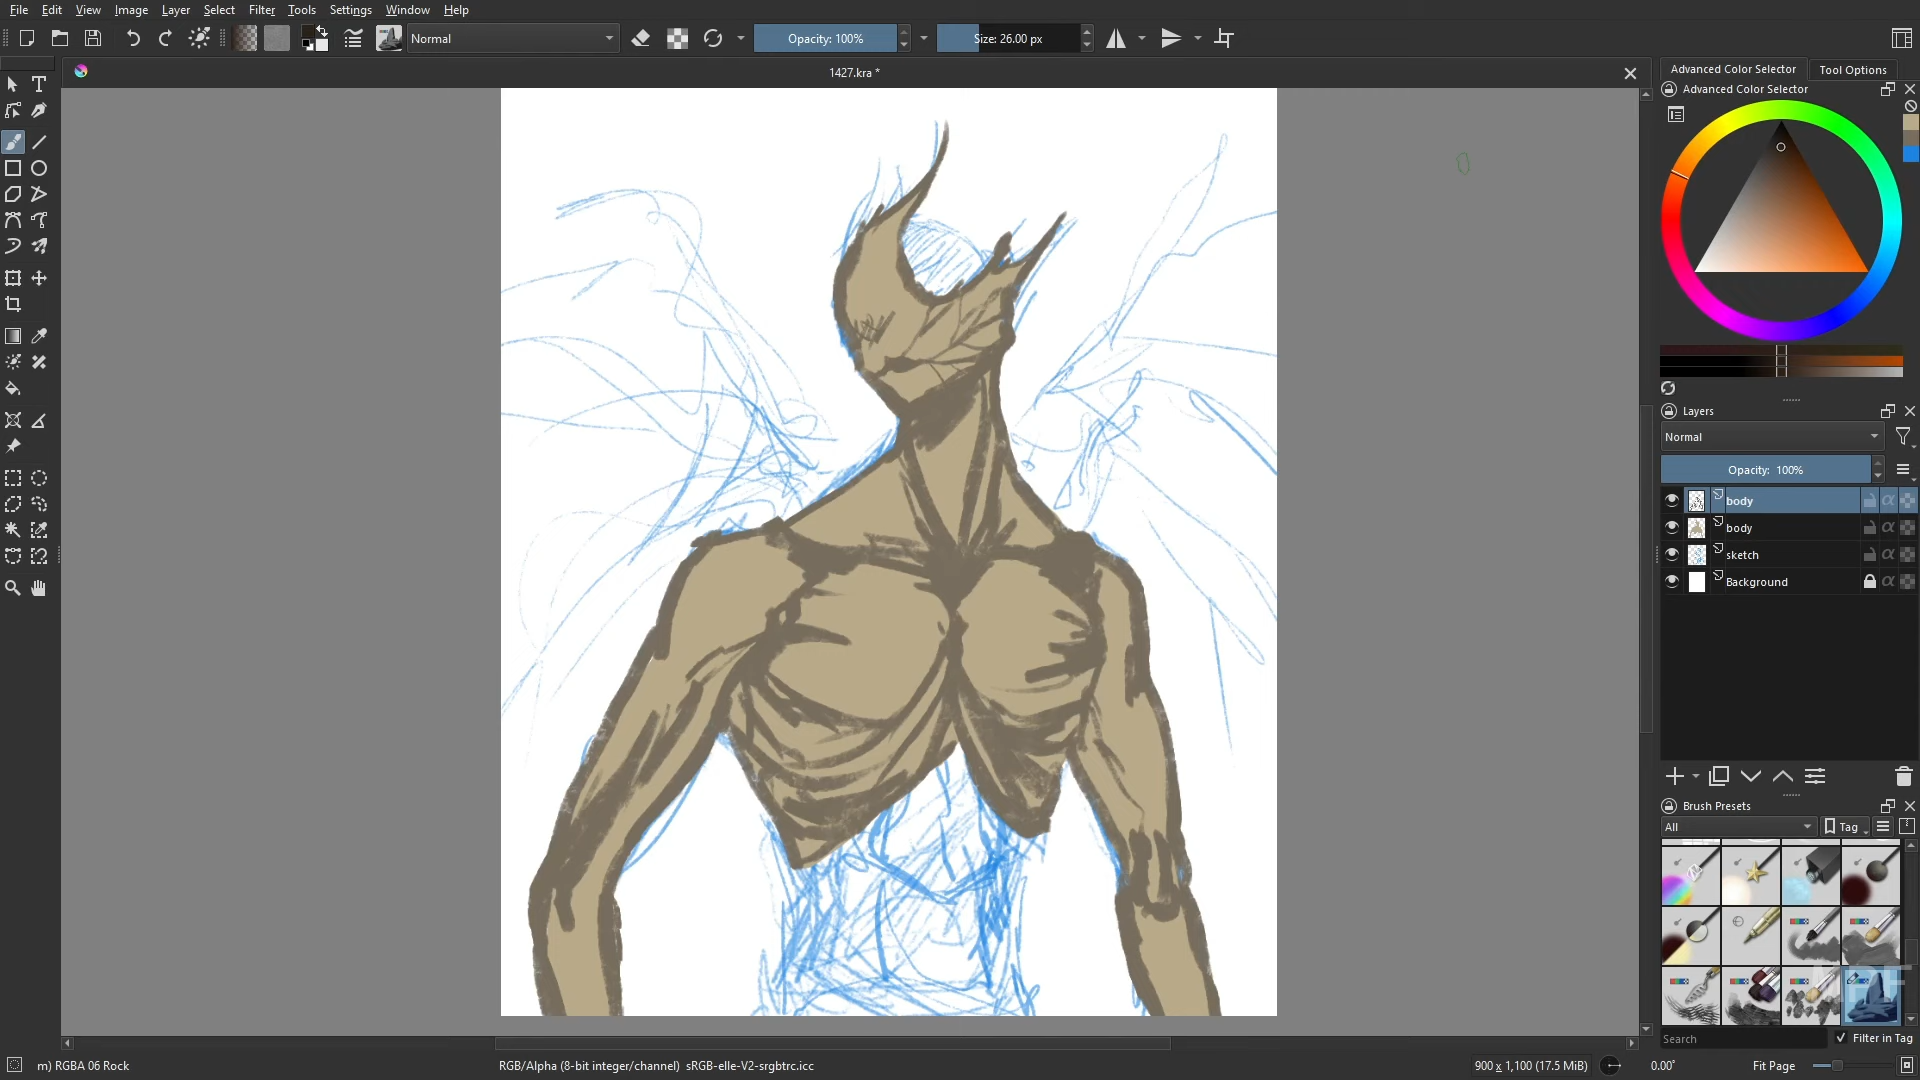 File Edit View Image Layer Select Filter Tools Settings Window Help
Normal Opacity: 100% Size: 26.00 px
1427.kra *
Advanced Color Selector Tool Options
Advanced Color Selector
Layers
Normal
Opacity: 100%
body
body
sketch
Background
Brush Presets
All Tag
Search Filter in Tag
m) RGBA 06 Rock RGB/Alpha (8-bit integer/channel) sRGB-elle-V2-srgbtrc.icc 900 x 1,100 (17.5 MiB) 0.00° Fit Page